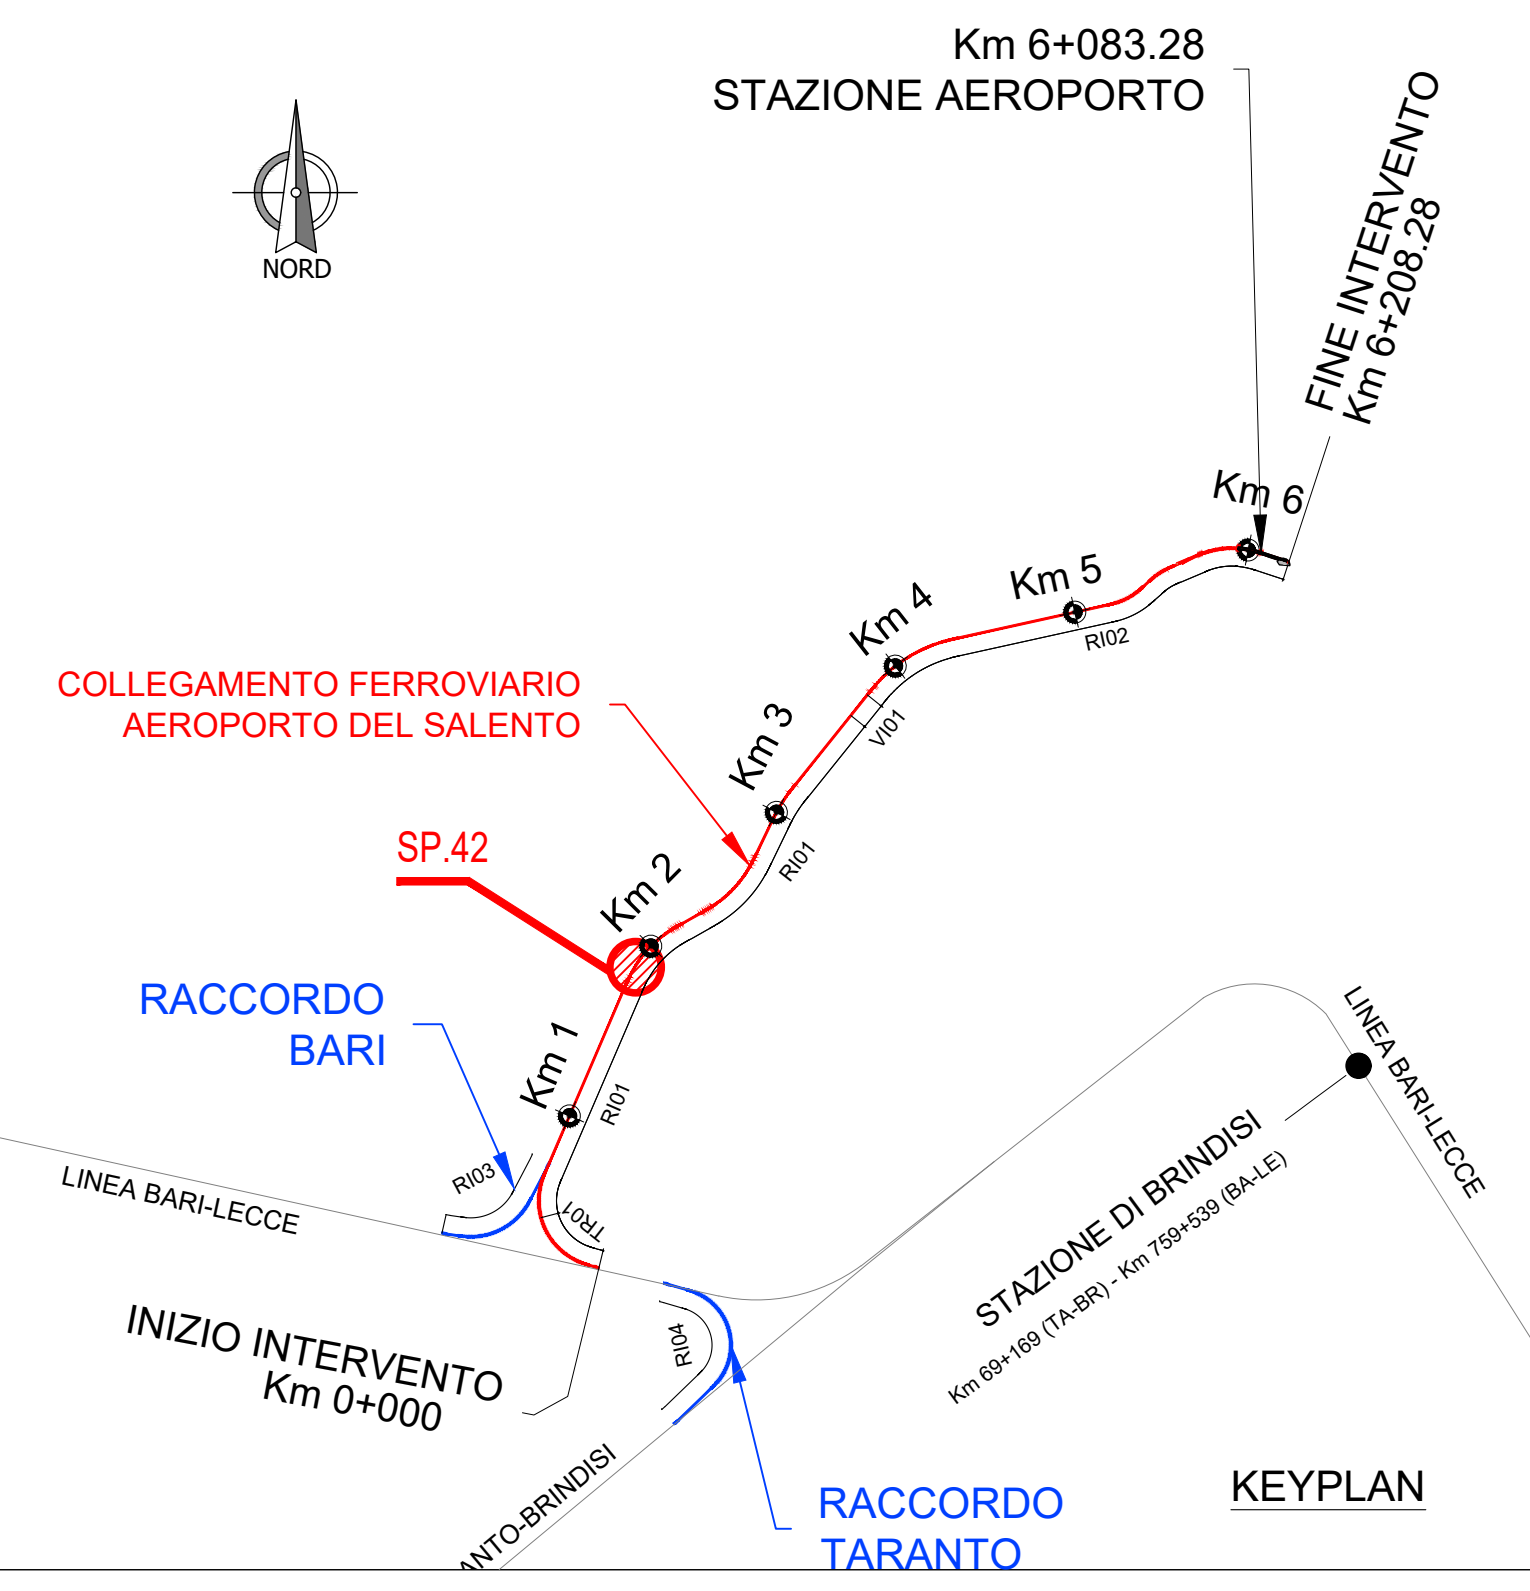 Km 6+083.28
STAZIONE AEROPORTO
FINE INTERVENTO
Km 6+208.28
NORD
Km 6
Km 5
RI02
Km 4
COLLEGAMENTO FERROVIARIO
AEROPORTO DEL SALENTO
VI01
Km 3
SP.42
RI01
Km 2
RACCORDO
BARI
LINEA BARI-LECCE
Km 1
RI01
RI03
LINEA BARI-LECCE
TR01
STAZIONE DI BRINDISI
Km 69+169 (TA-BR) - Km 759+539 (BA-LE)
INIZIO INTERVENTO
Km 0+000
RI04
ANTO-BRINDISI
RACCORDO
TARANTO
KEYPLAN